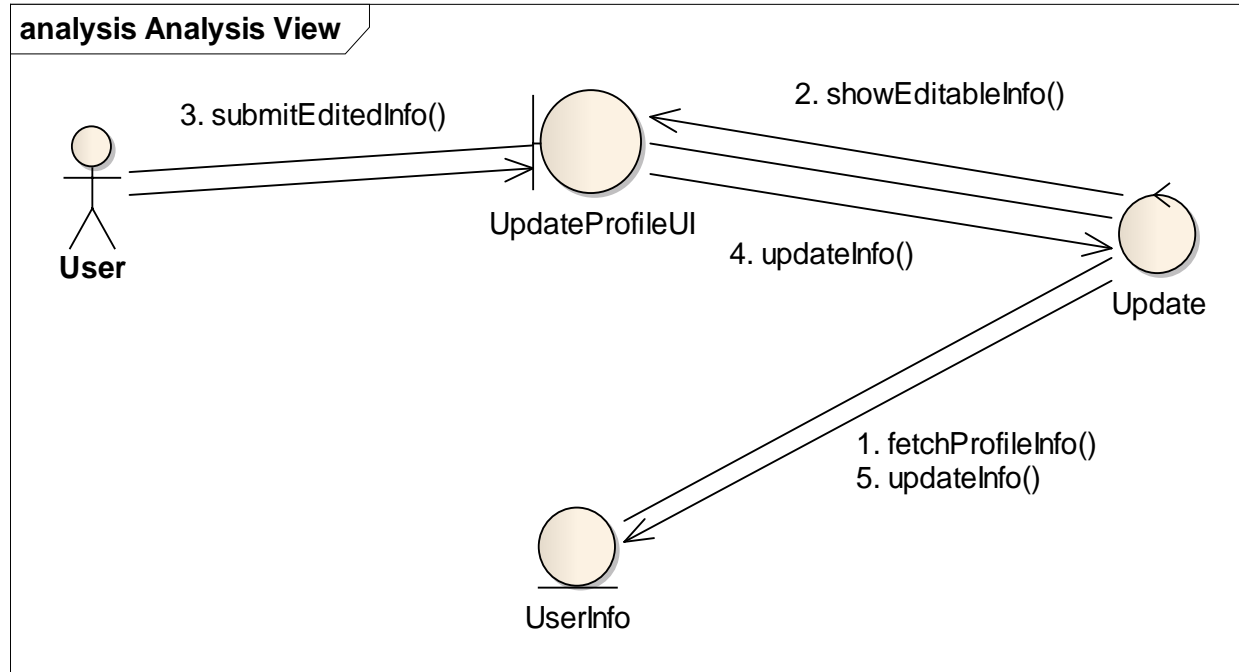 analysis Analysis View
3. submitEditedInfo()
2. showEditableInfo()
UpdateProfileUI
4. updateInfo()
User
Update
1. fetchProfileInfo()
5. updateInfo()
UserInfo